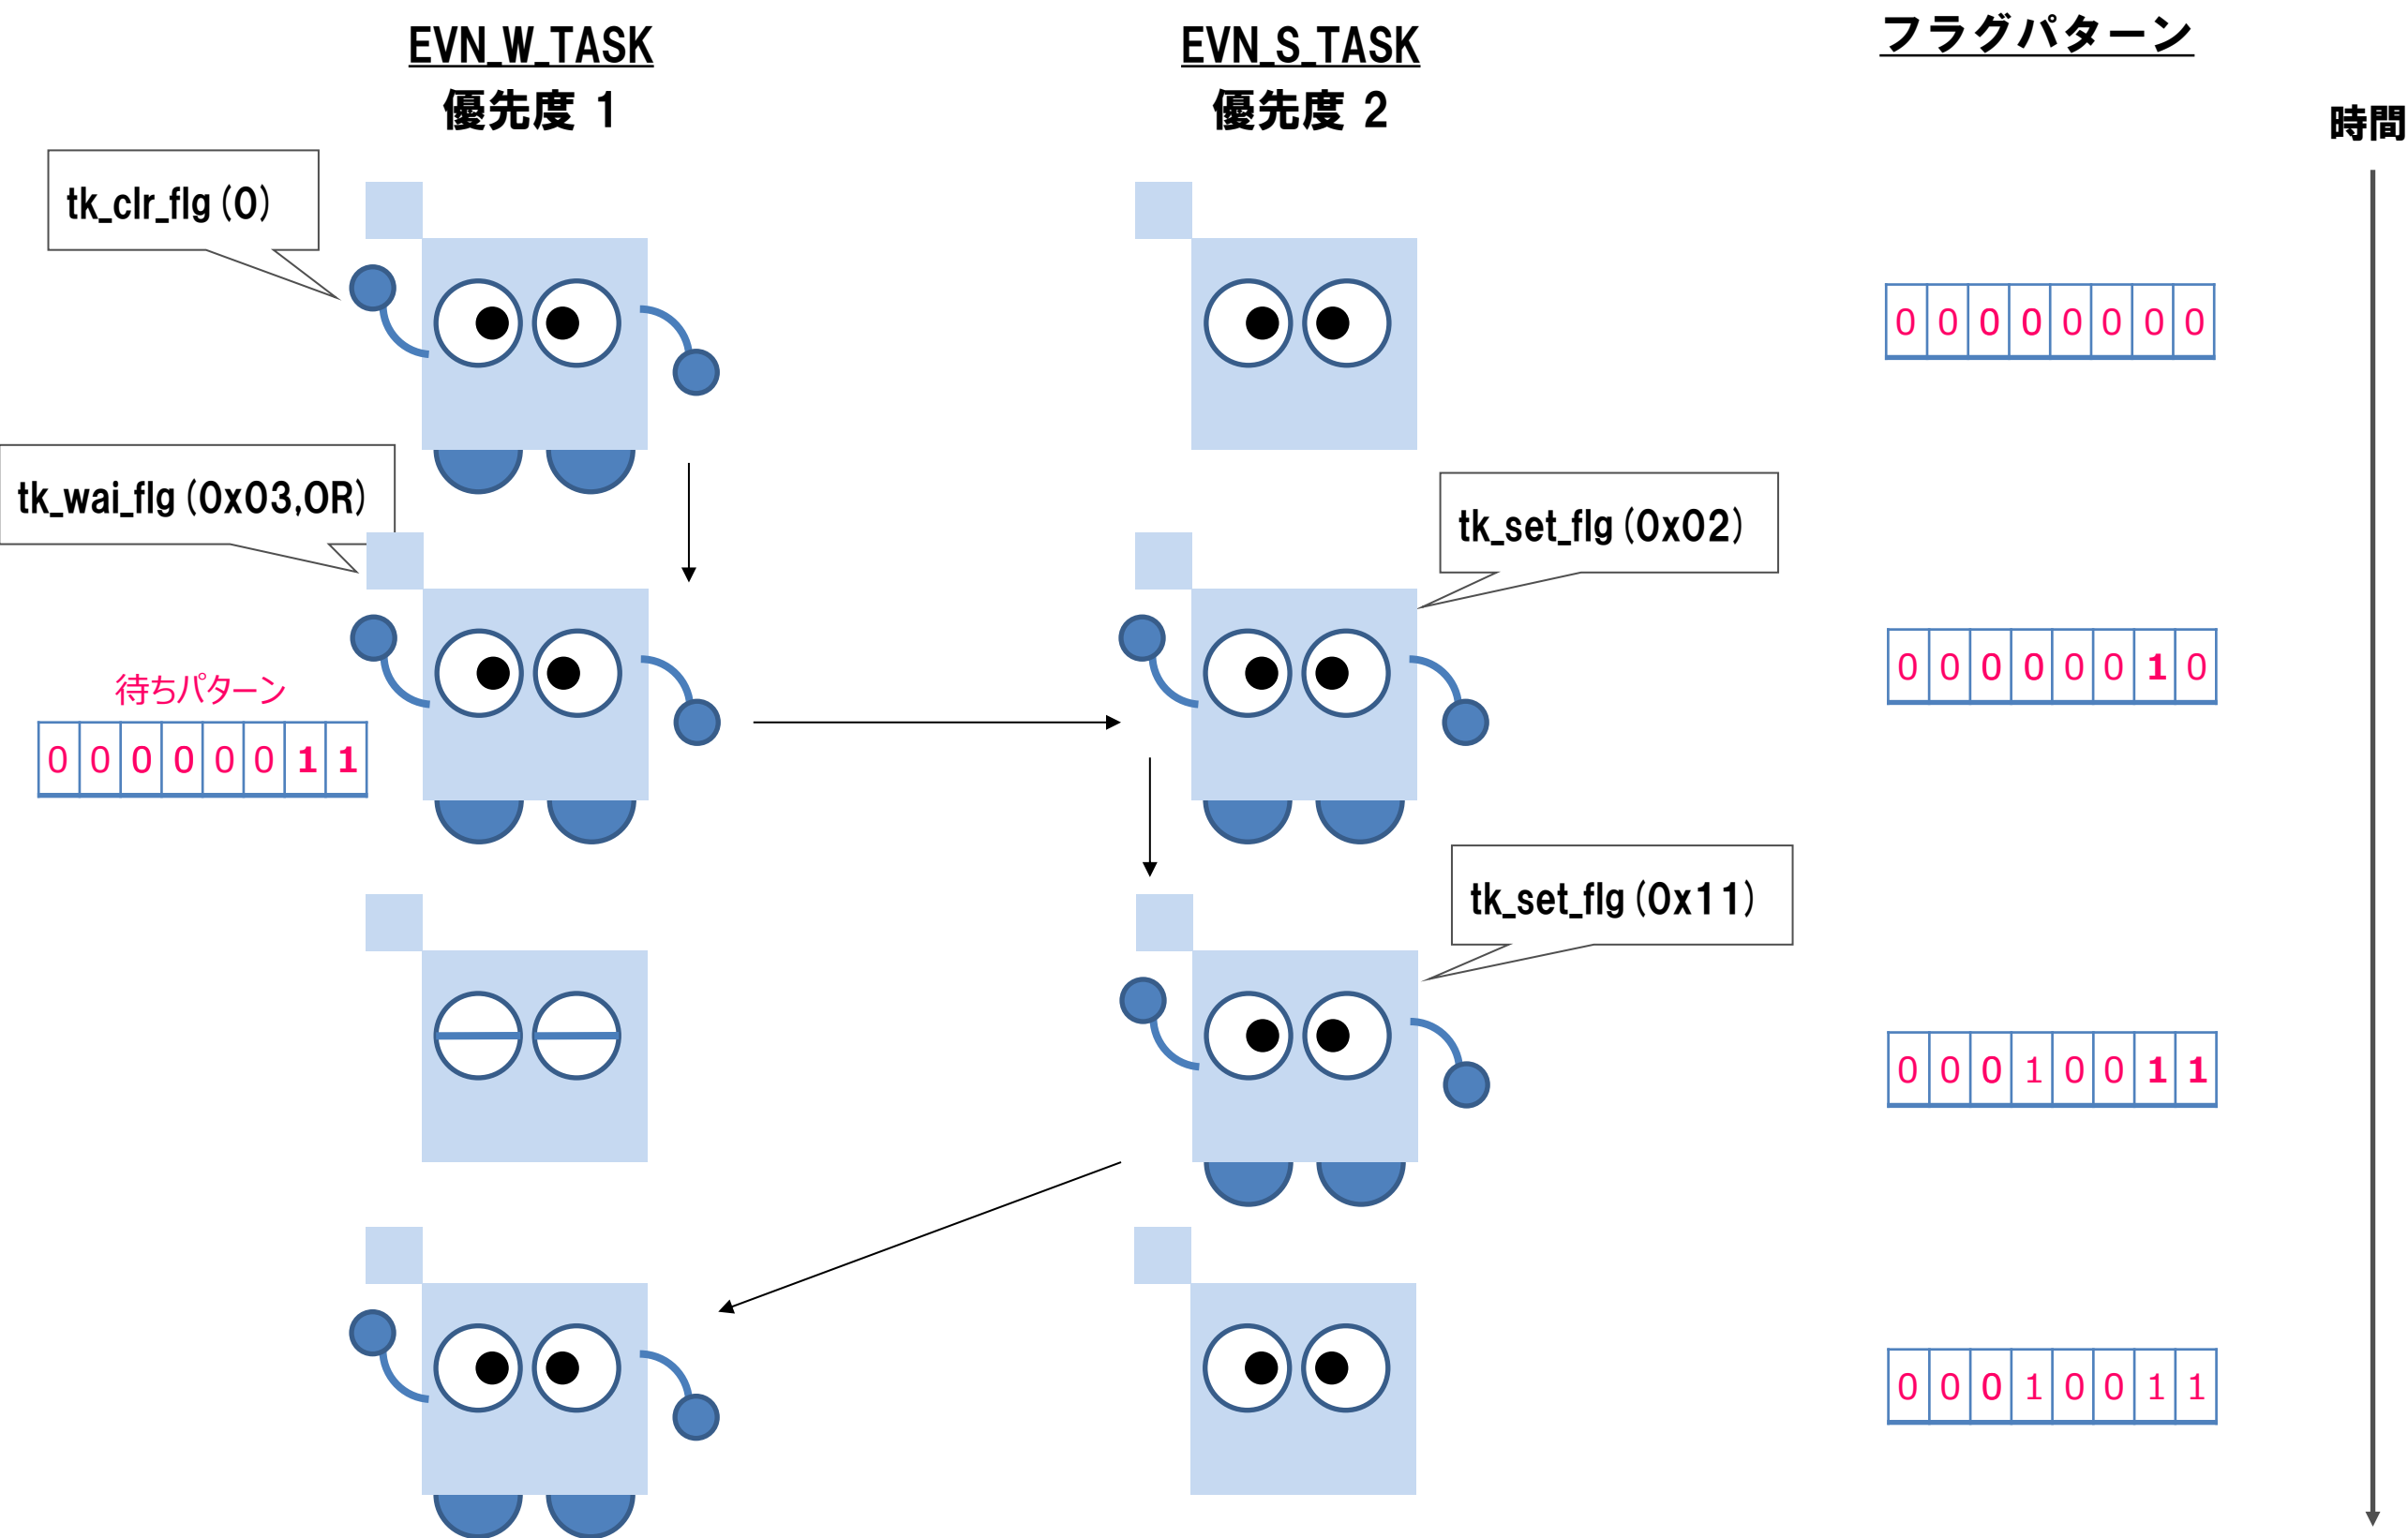 EVN_W_TASK
優先度 1
EVN_S_TASK
優先度 2
フラグパターン
時間
tk_clr_flg(0)
0 0 0 0 0 0 0 0
tk_wai_flg(0x03,OR)
tk_set_flg(0x02)
0 0 0 0 0 0 1 0
待ちパターン
0 0 0 0 0 0 1 1
tk_set_flg(0x11)
0 0 0 1 0 0 1 1
0 0 0 1 0 0 1 1